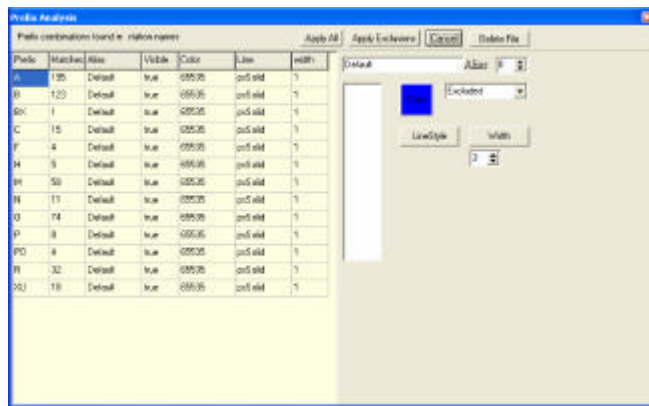 Prefix Analysis
Prefix combinations found in station names
Apply All
Apply Exclusions
Cancel
Delete File
Prefix Matches Alias Visible Color Line width
A 195 Default true 65535 psSolid 1
B 123 Default true 65535 psSolid 1
BX 1 Default true 65535 psSolid 1
C 15 Default true 65535 psSolid 1
F 4 Default true 65535 psSolid 1
H 5 Default true 65535 psSolid 1
M 50 Default true 65535 psSolid 1
N 11 Default true 65535 psSolid 1
O 74 Default true 65535 psSolid 1
P 8 Default true 65535 psSolid 1
PO 4 Default true 65535 psSolid 1
R 32 Default true 65535 psSolid 1
XU 18 Default true 65535 psSolid 1
Default
Alias
Color
Excluded
LineStyle
Width